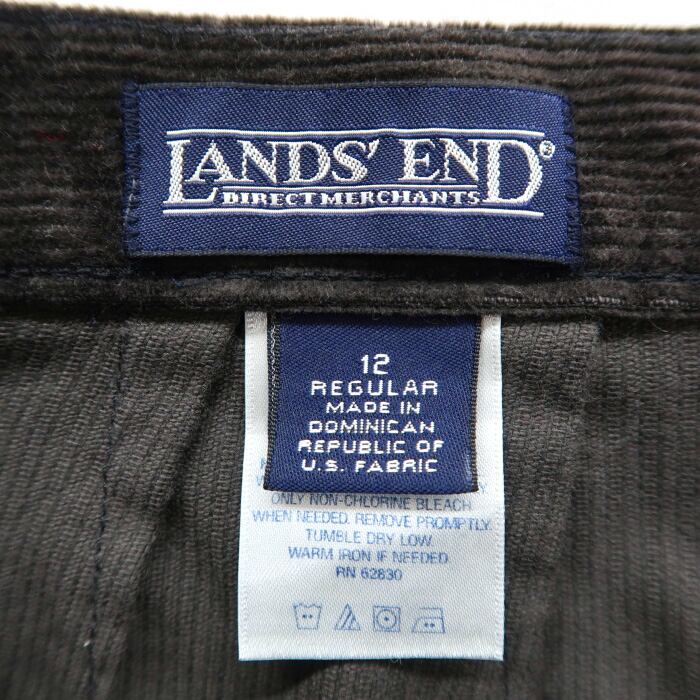 LANDS' END®
DIRECT MERCHANTS
12
REGULAR
MADE IN
DOMINICAN
REPUBLIC OF
U.S. FABRIC
ONLY NON-CHLORINE BLEACH
WHEN NEEDED. REMOVE PROMPTLY.
TUMBLE DRY LOW.
WARM IRON IF NEEDED
RN 62830